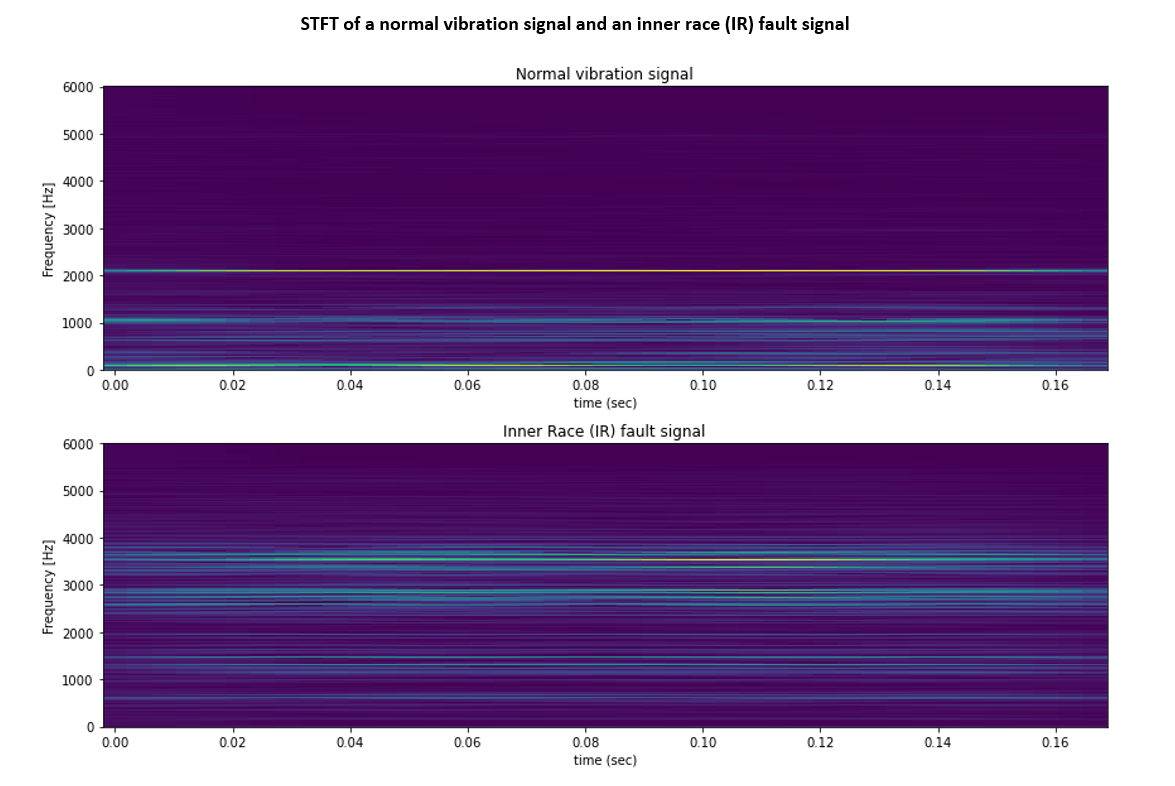 STFT of a normal vibration signal and an inner race (IR) fault signal
Normal vibration signal
Frequency [Hz]
6000
5000
4000
3000
2000
1000
0
0.00 0.02 0.04 0.06 0.08 0.10 0.12 0.14 0.16
time (sec)
Inner Race (IR) fault signal
Frequency [Hz]
6000
5000
4000
3000
2000
1000
0
0.00 0.02 0.04 0.06 0.08 0.10 0.12 0.14 0.16
time (sec)